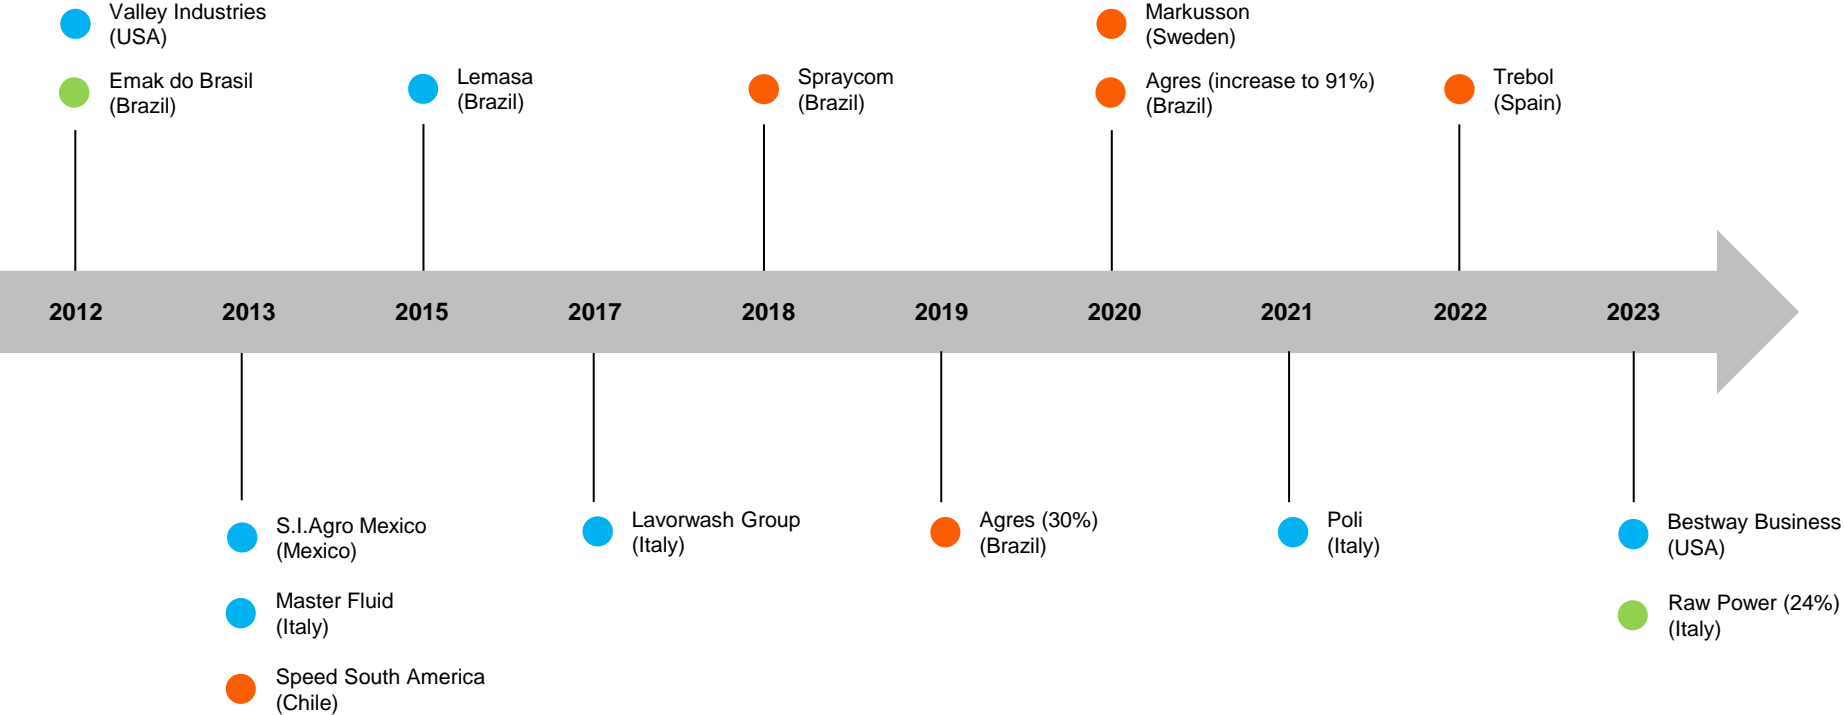 Valley Industries
(USA)
Emak do Brasil
(Brazil)
Lemasa
(Brazil)
Spraycom
(Brazil)
Markusson
(Sweden)
Agres (increase to 91%)
(Brazil)
Trebol
(Spain)
2012
2013
2015
2017
2018
2019
2020
2021
2022
2023
S.I.Agro Mexico
(Mexico)
Master Fluid
(Italy)
Speed South America
(Chile)
Lavorwash Group
(Italy)
Agres (30%)
(Brazil)
Poli
(Italy)
Bestway Business
(USA)
Raw Power (24%)
(Italy)